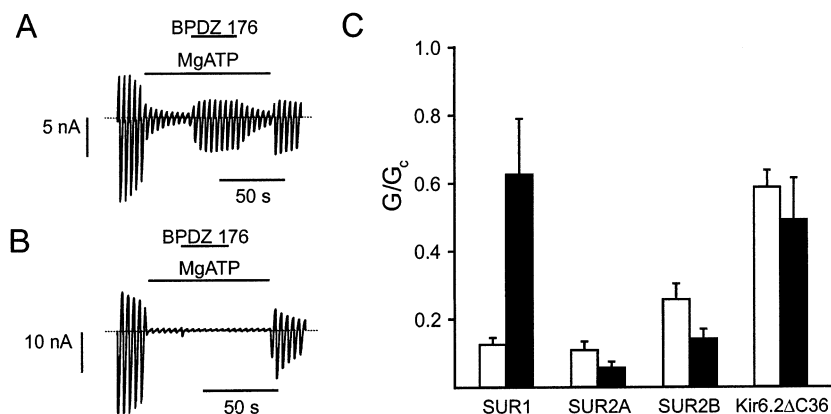 A
BPDZ 176
MgATP
5 nA
50 s
B
BPDZ 176
MgATP
10 nA
50 s
C
1.0
0.8
0.6
0.4
0.2
G/Gc
SUR1 SUR2A SUR2B Kir6.2ΔC36